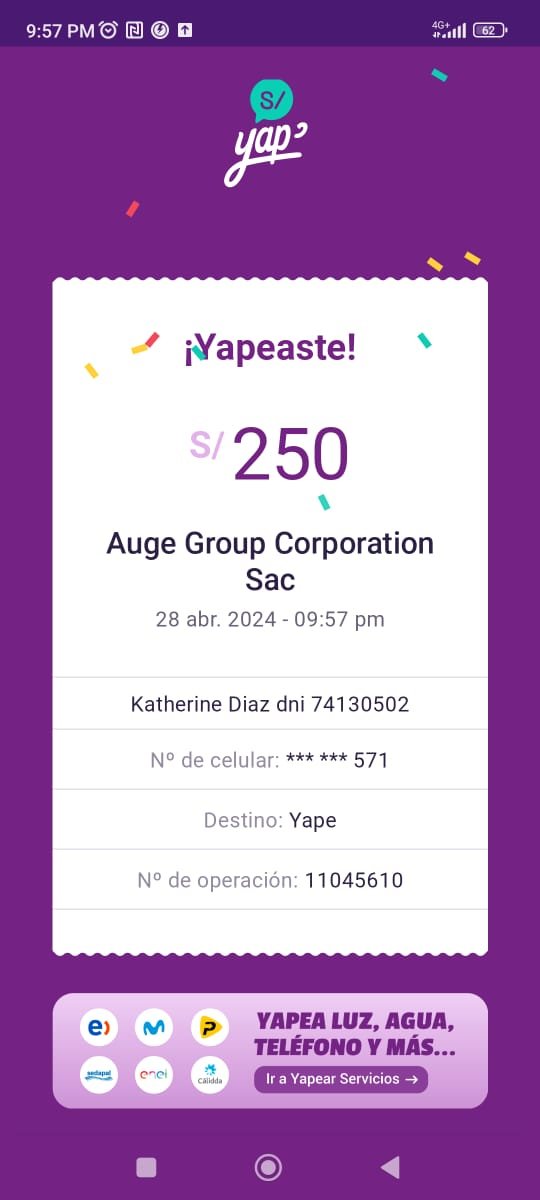 9:57 PM
4G+
62
S/
yap
¡Yapeaste!
S/ 250
Auge Group Corporation
Sac
28 abr. 2024 - 09:57 pm
Katherine Diaz dni 74130502
Nº de celular: *** *** 571
Destino: Yape
Nº de operación: 11045610
e)
P
YAPEA LUZ, AGUA,
TELÉFONO Y MÁS...
sedapal
enel
Cálidda
Ir a Yapear Servicios →